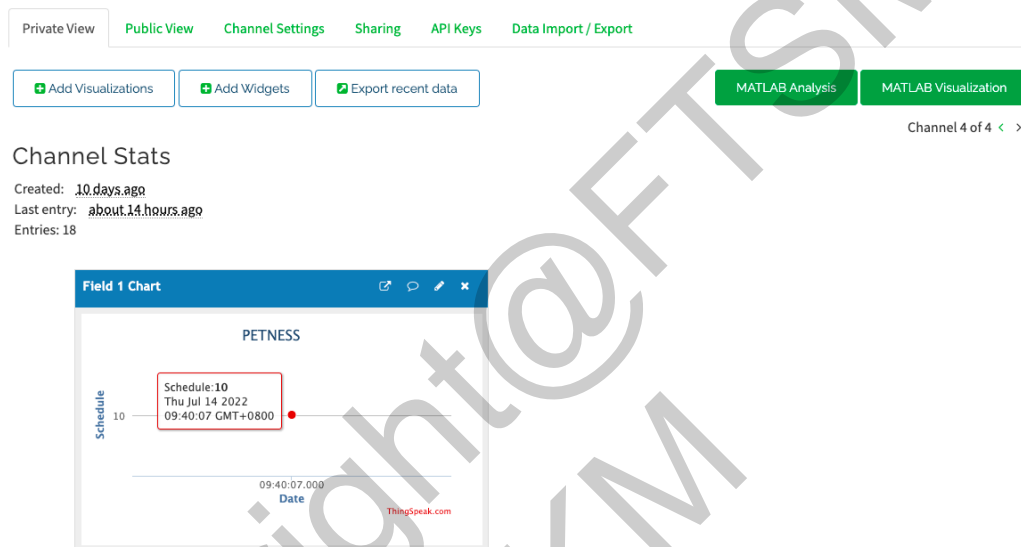 Private View Public View Channel Settings Sharing API Keys Data Import / Export
Add Visualizations Add Widgets Export recent data MATLAB Analysis MATLAB Visualization
Channel 4 of 4 < >
Channel Stats
Created: 10 days ago
Last entry: about 14 hours ago
Entries: 18
Field 1 Chart
PETNESS
Schedule:10
Thu Jul 14 2022
09:40:07 GMT+0800
Schedule
10
09:40:07.000
Date
ThingSpeak.com